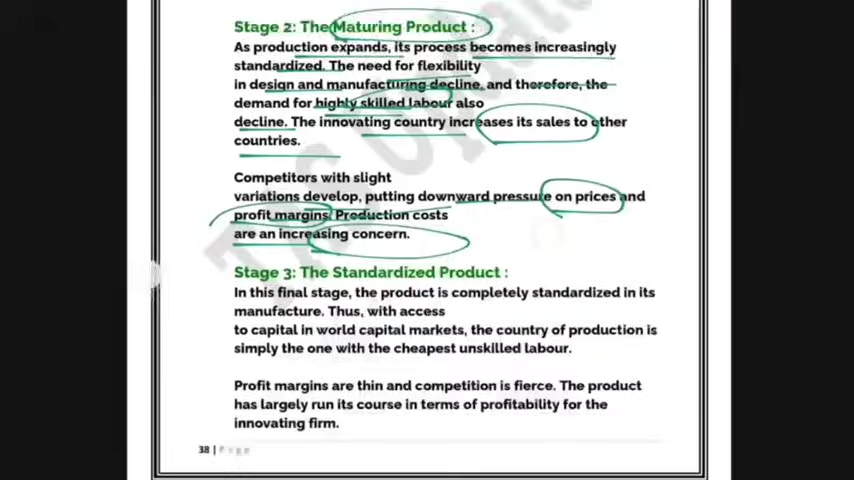 Stage 2: The Maturing Product :
As production expands, its process becomes increasingly
standardized. The need for flexibility
in design and manufacturing decline, and therefore, the
demand for highly skilled labour also
decline. The innovating country increases its sales to other
countries.
Competitors with slight
variations develop, putting downward pressure on prices and
profit margins. Production costs
are an increasing concern.
Stage 3: The Standardized Product :
In this final stage, the product is completely standardized in its
manufacture. Thus, with access
to capital in world capital markets, the country of production is
simply the one with the cheapest unskilled labour.
Profit margins are thin and competition is fierce. The product
has largely run its course in terms of profitability for the
innovating firm.
38 | Page